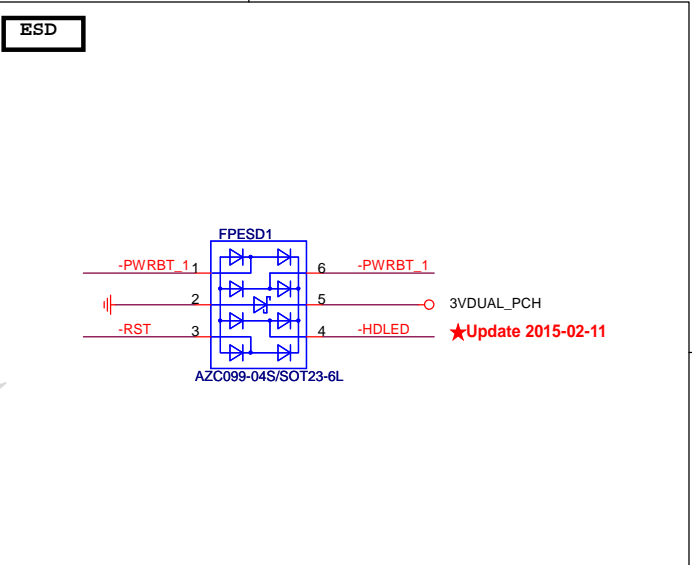 ESD
FPESD1
-PWRBT_1 1 6 -PWRBT_1
2 5 3VDUAL_PCH
-RST 3 4 -HDLED ★Update 2015-02-11
AZC099-04S/SOT23-6L